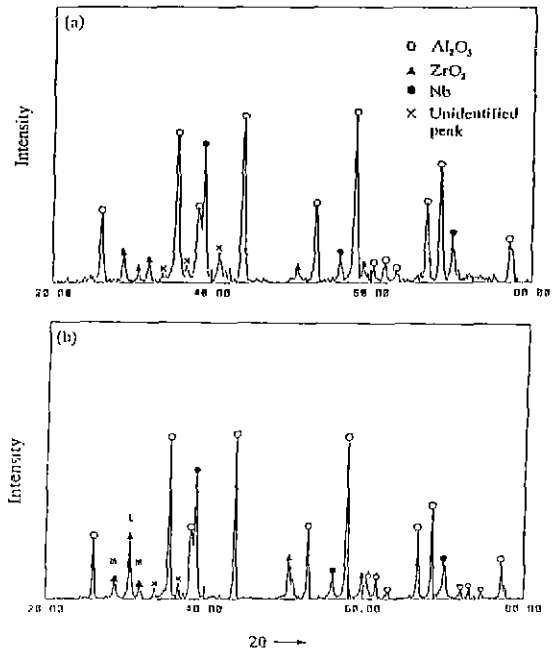 (a)
○ Al₂O₃
▲ ZrO₂
● Nb
× Unidentified
peak
Intensity
20.00 40.00 60.00 80.00
(b)
Intensity
L
M M
20.00 40.00 60.00 80.00
2θ →